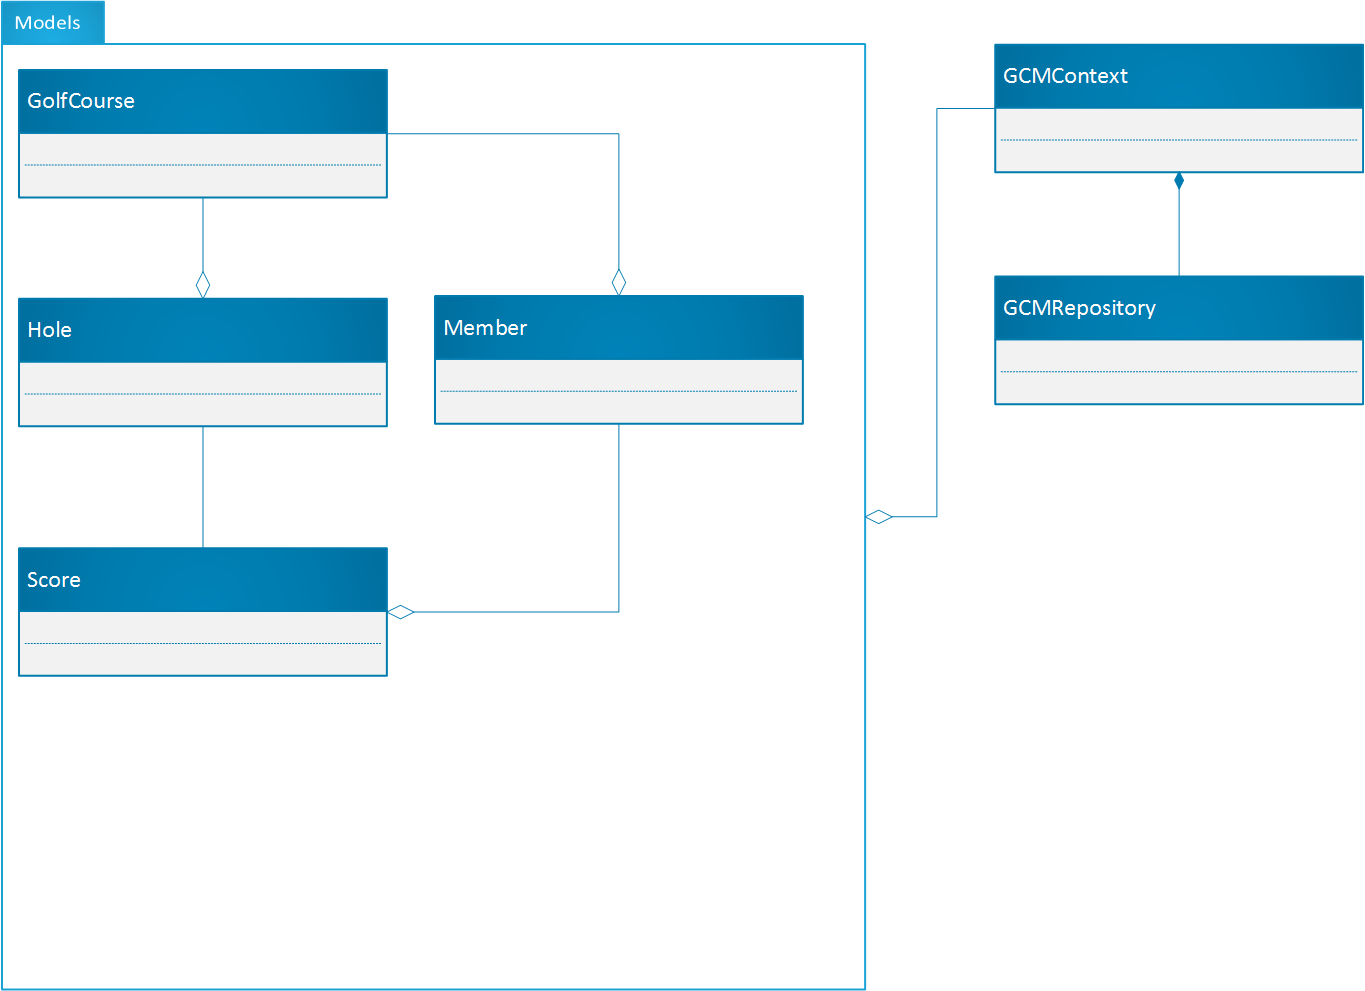 Models
GolfCourse
GCMContext
Hole
Member
GCMRepository
Score